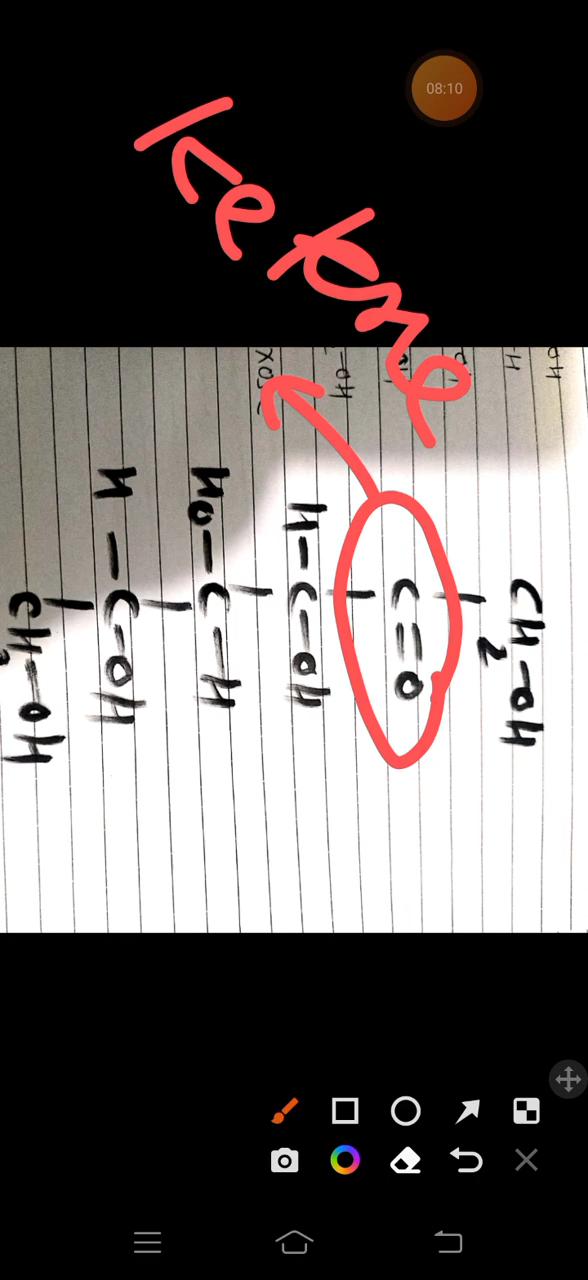 08:10
Ketone
CH₂-OH
|
C=O
|
H-C-OH
|
HO-C-H
|
H-C-OH
|
CH₂-OH